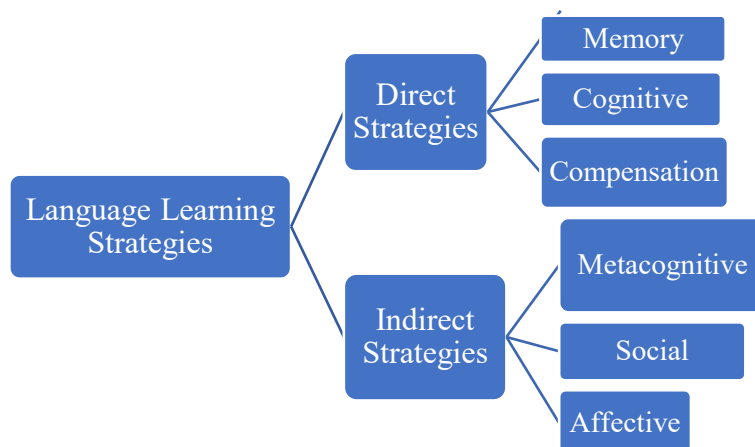 Memory
Direct
Strategies
Cognitive
Compensation
Language Learning
Strategies
Metacognitive
Indirect
Strategies
Social
Affective